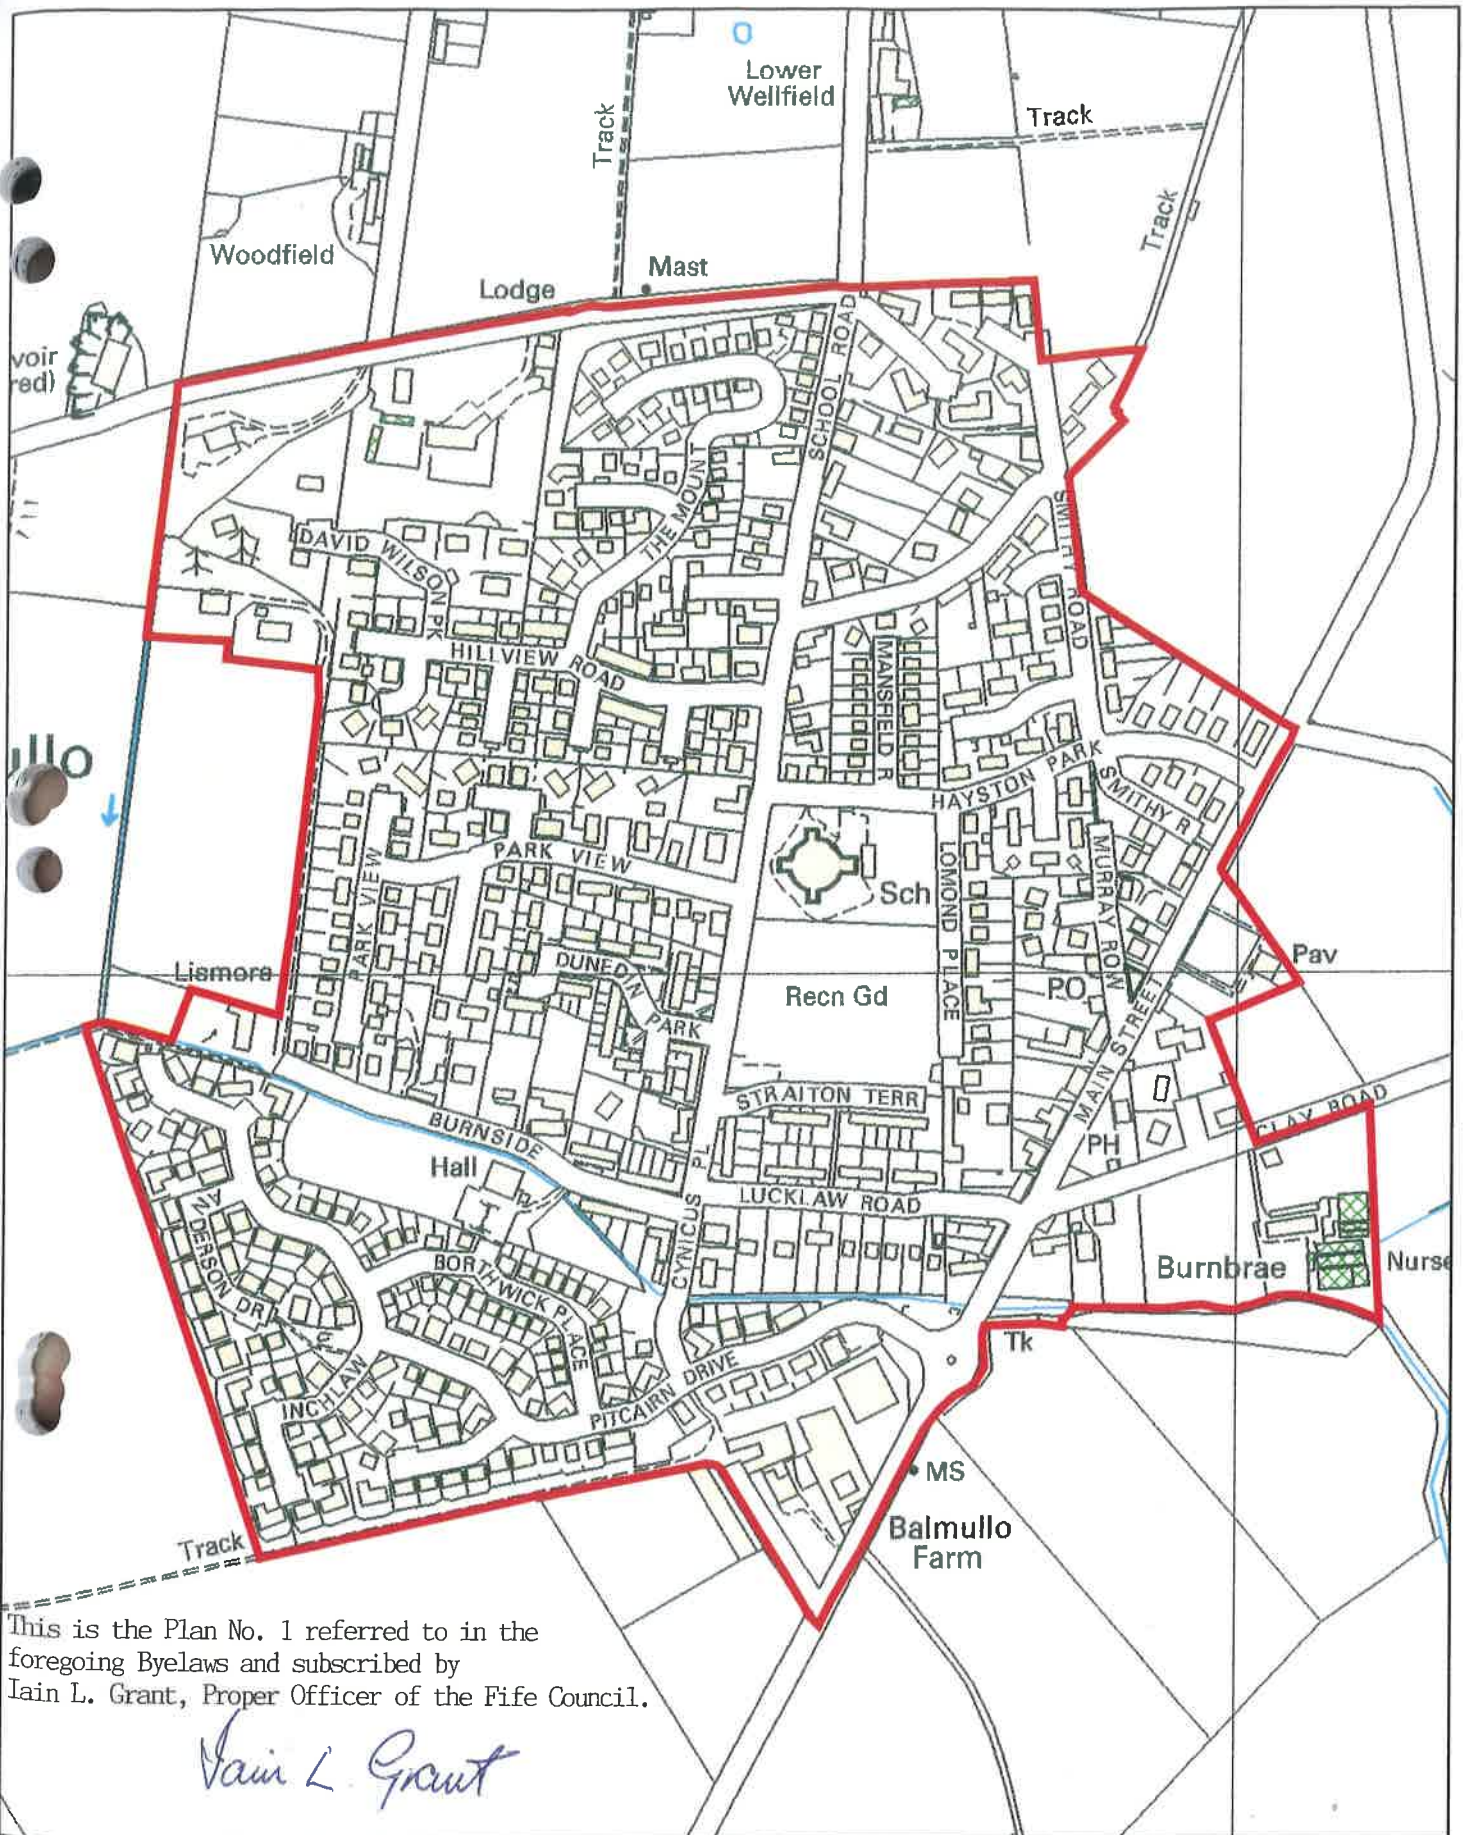 Lower
Wellfield
Track
Track
Track
Woodfield
Mast
Lodge
voir
red)
SCHOOL ROAD
THE MOUNT
SMITHY ROAD
DAVID WILSON PK
HILLVIEW ROAD
MANSFIELD R
ullo
HAYSTON PARK
SMITHY R
PARK VIEW
PARK VIEW
Sch
LOMOND PLACE
MURRAY ROW
Pav
Lismore
DUNEDIN PARK
Recn Gd
PO
MAIN STREET
STRAITON TERR
CLAY ROAD
BURNSIDE
PH
Hall
CYNICUS PL
LUCKLAW ROAD
ANDERSON DR
BORTHWICK PLACE
Burnbrae
Nurse
Tk
INCHLAW
PITCAIRN DRIVE
MS
Balmullo
Farm
Track
This is the Plan No. 1 referred to in the
foregoing Byelaws and subscribed by
Iain L. Grant, Proper Officer of the Fife Council.
Iain L. Grant